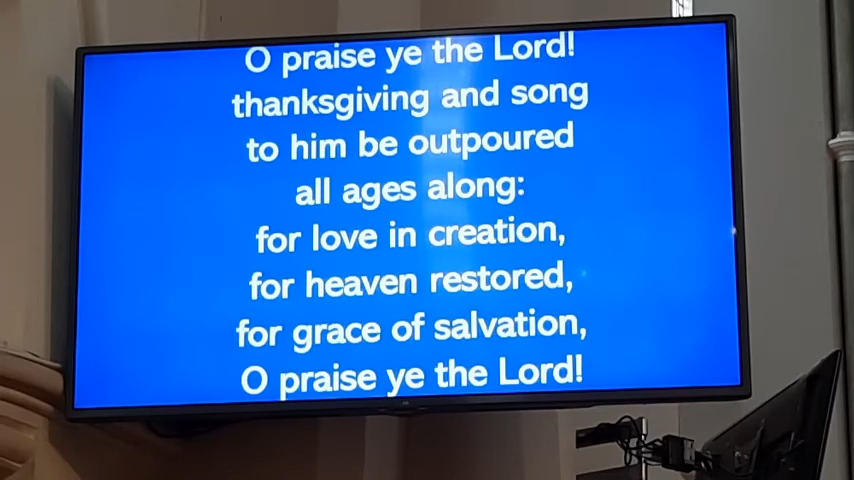 O praise ye the Lord!
thanksgiving and song
to him be outpoured
all ages along:
for love in creation,
for heaven restored,
for grace of salvation,
O praise ye the Lord!